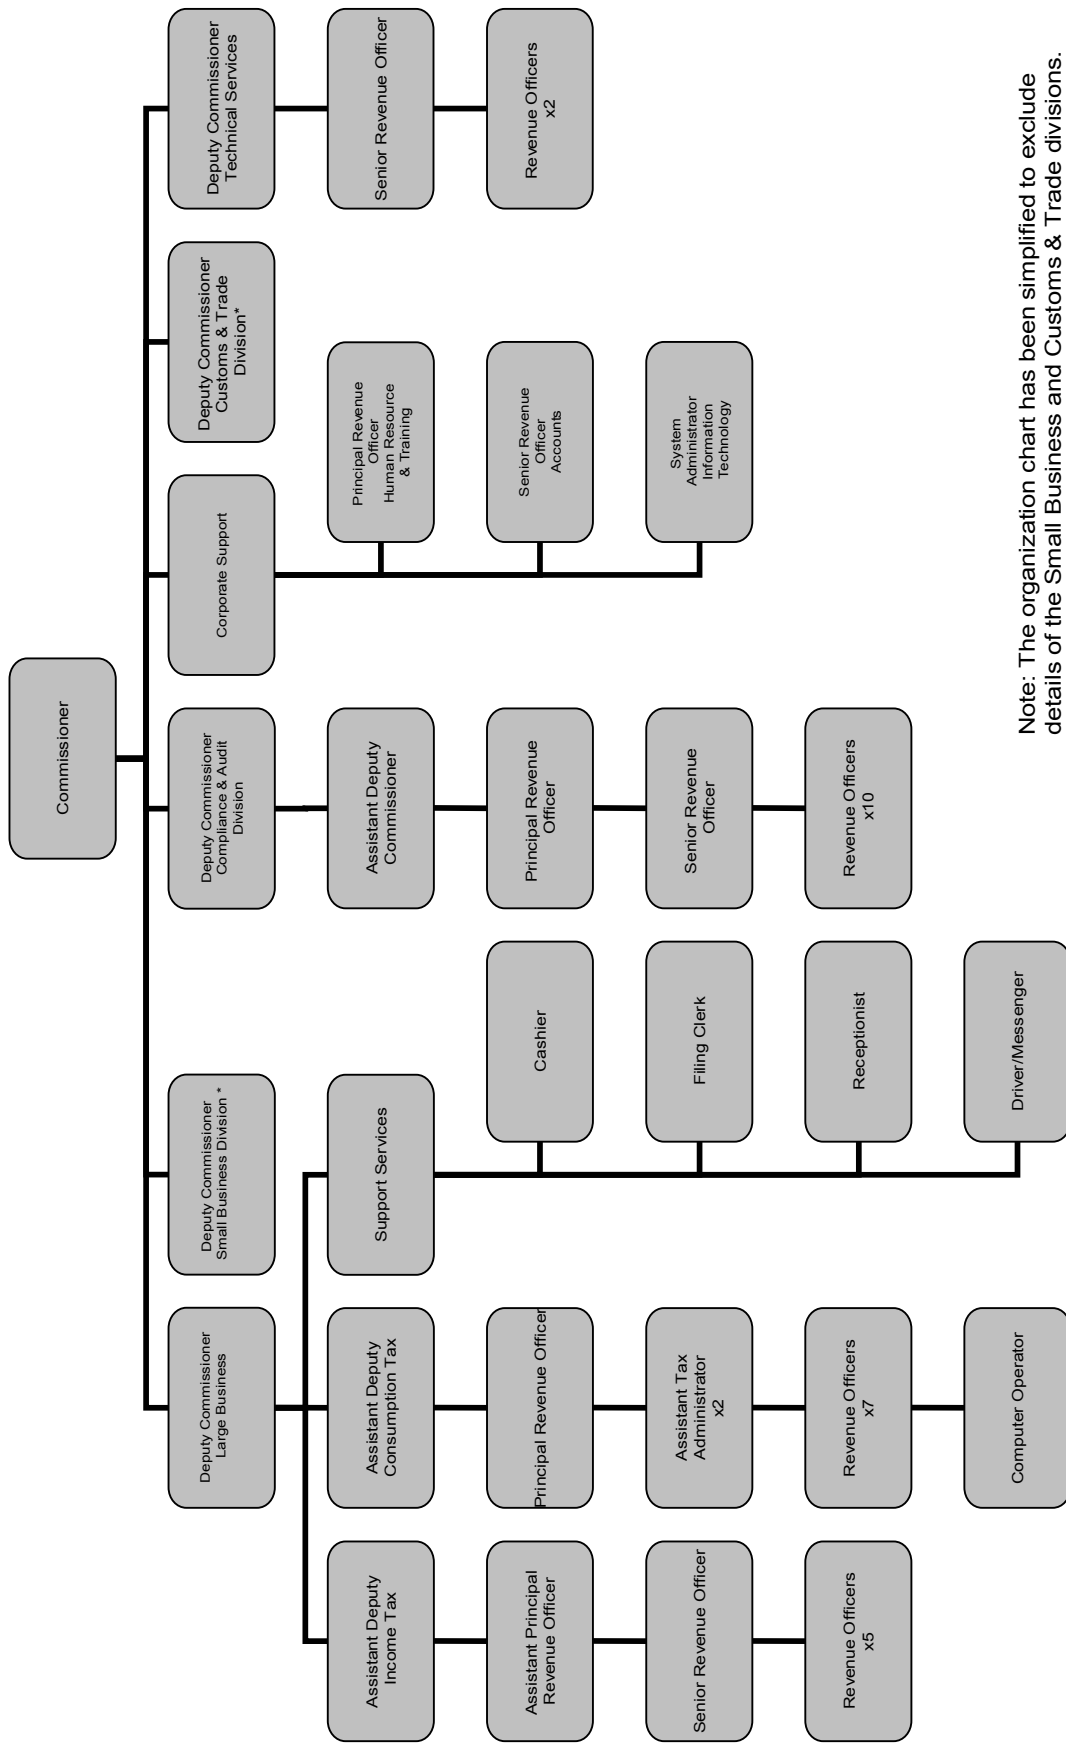 Commissioner
Deputy Commissioner
Large Business
Deputy Commissioner
Small Business Division *
Deputy Commissioner
Compliance & Audit
Division
Corporate Support
Deputy Commissioner
Customs & Trade
Division*
Deputy Commissioner
Technical Services
Assistant Deputy
Income Tax
Assistant Deputy
Consumption Tax
Support Services
Assistant Deputy
Commissioner
Principal Revenue
Officer
Human Resource
& Training
Senior Revenue Officer
Assistant Principal
Revenue Officer
Principal Revenue Officer
Cashier
Principal Revenue
Officer
Senior Revenue
Officer
Accounts
Revenue Officers
x2
Senior Revenue Officer
Assistant Tax
Administrator
x2
Filing Clerk
Senior Revenue
Officer
System
Administrator
Information
Technology
Revenue Officers
x5
Revenue Officers
x7
Receptionist
Revenue Officers
x10
Computer Operator
Driver/Messenger
Note: The organization chart has been simplified to exclude
details of the Small Business and Customs & Trade divisions.